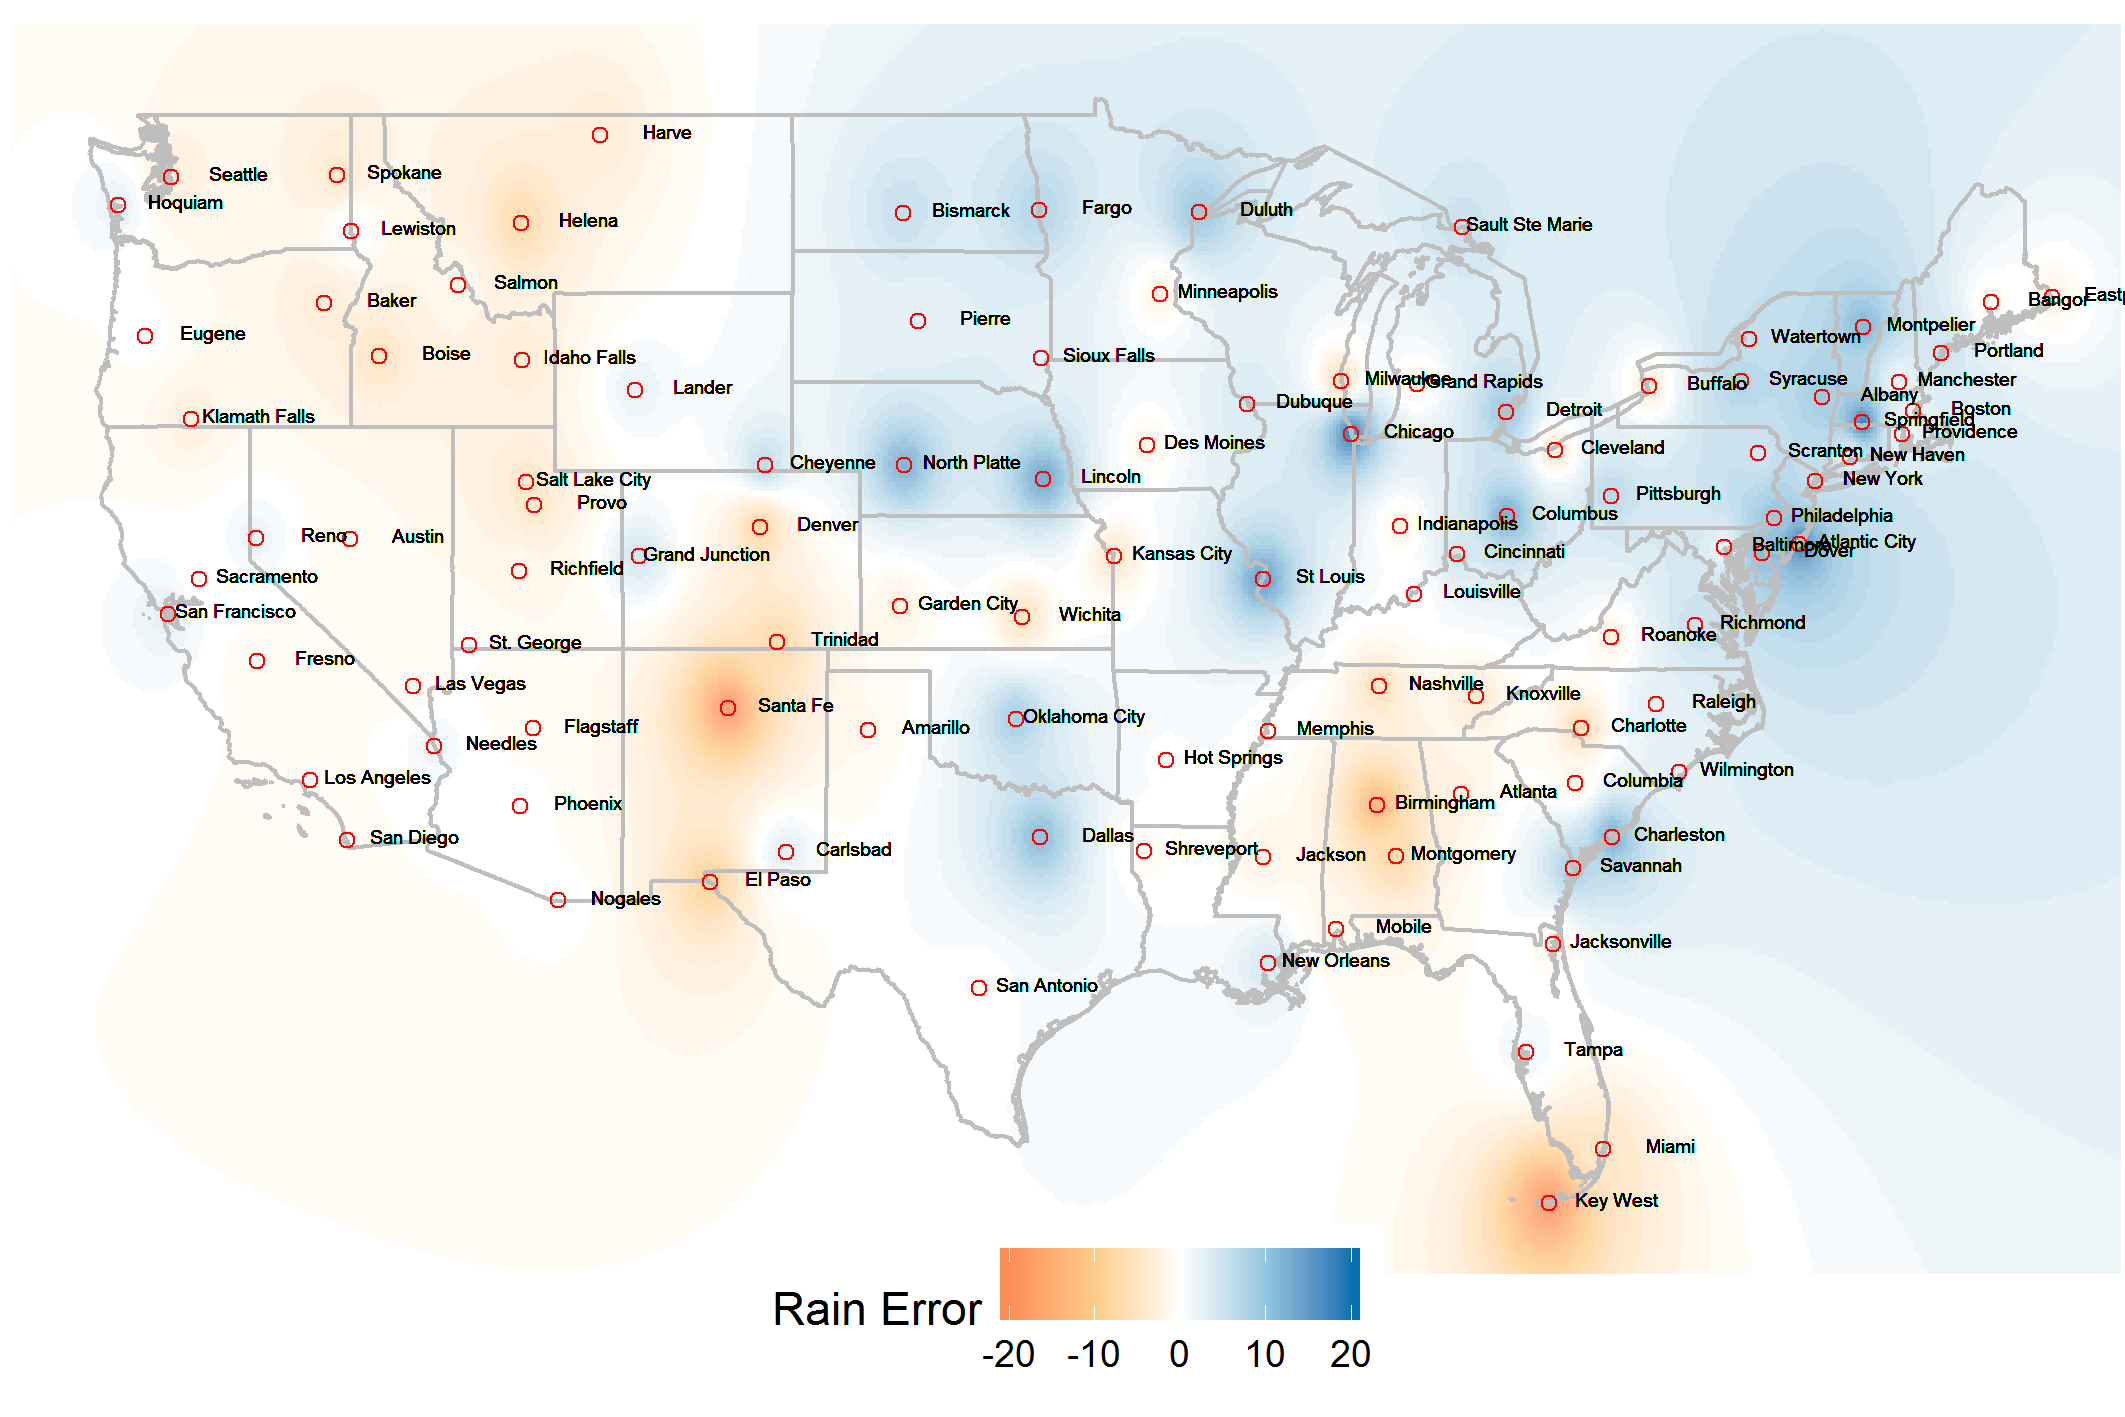 Harve
Seattle
Spokane
Hoquiam
Bismarck
Fargo
Duluth
Helena
Sault Ste Marie
Lewiston
Salmon
Minneapolis
Baker
Bangor
Eastp
Pierre
Montpelier
Eugene
Watertown
Portland
Boise
Idaho Falls
Sioux Falls
Lander
Milwaukee
Grand Rapids
Buffalo
Syracuse
Manchester
Albany
Dubuque
Detroit
Boston
Klamath Falls
Springfield
Chicago
Providence
Des Moines
Cleveland
Scranton
New Haven
Cheyenne
North Platte
Salt Lake City
Lincoln
New York
Provo
Pittsburgh
Denver
Indianapolis
Columbus
Philadelphia
Reno
Austin
Atlantic City
Baltimore
Dover
Grand Junction
Kansas City
Cincinnati
Richfield
Sacramento
St Louis
Louisville
San Francisco
Garden City
Wichita
Richmond
Roanoke
St. George
Trinidad
Fresno
Las Vegas
Nashville
Knoxville
Santa Fe
Raleigh
Flagstaff
Amarillo
Oklahoma City
Memphis
Charlotte
Needles
Hot Springs
Wilmington
Los Angeles
Columbia
Phoenix
Birmingham
Atlanta
San Diego
Dallas
Charleston
Carlsbad
Shreveport
Jackson
Montgomery
Savannah
El Paso
Nogales
Mobile
Jacksonville
New Orleans
San Antonio
Tampa
Miami
Key West
Rain Error
-20 -10 0 10 20